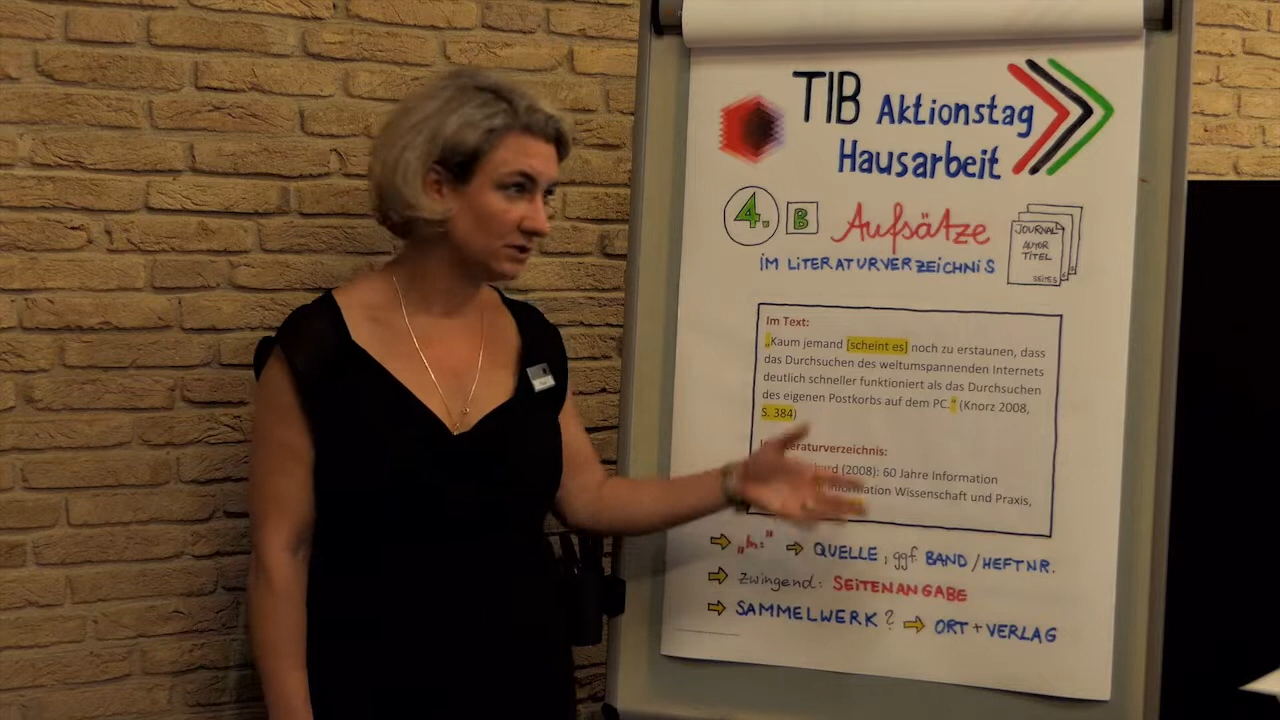 TIB Aktionstag
Hausarbeit
4. B Aufsätze
IM LITERATURVERZEICHNIS
JOURNAL
AUTOR
TITEL
SEITE S
Im Text:
„Kaum jemand [scheint es] noch zu erstaunen, dass
das Durchsuchen des weltumspannenden Internets
deutlich schneller funktioniert als das Durchsuchen
des eigenen Postkorbs auf dem PC." (Knorz 2008,
S. 384)
(2008): 60 Jahre Information
Information Wissenschaft und Praxis,
⇨ „In:" ⇨ QUELLE, ggf. BAND/HEFTNR.
⇨ Zwingend: SEITENANGABE
⇨ SAMMELWERK? ⇨ ORT + VERLAG